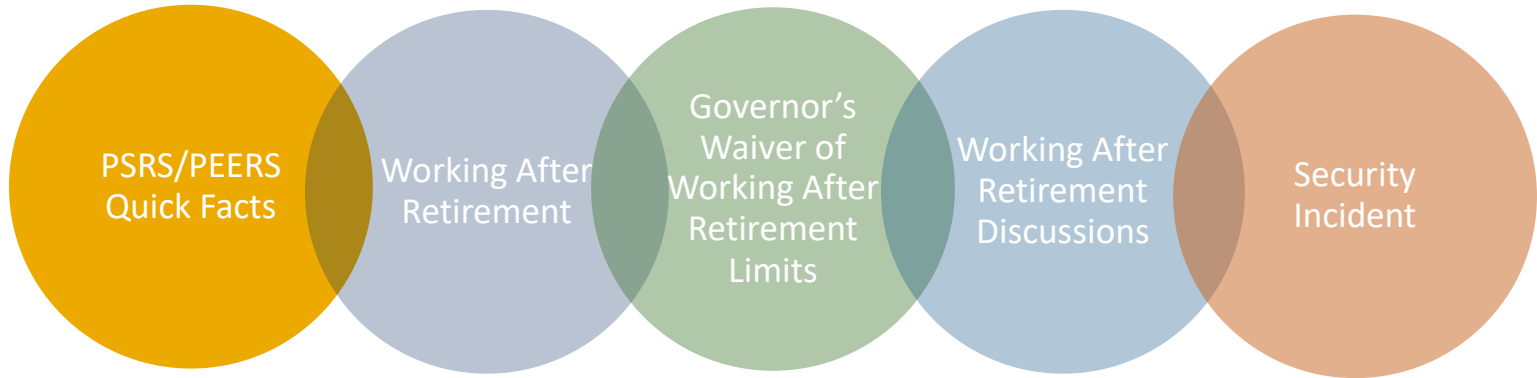 PSRS/PEERS
Quick Facts
Working After
Retirement
Governor’s
Waiver of
Working After
Retirement
Limits
Working After
Retirement
Discussions
Security
Incident